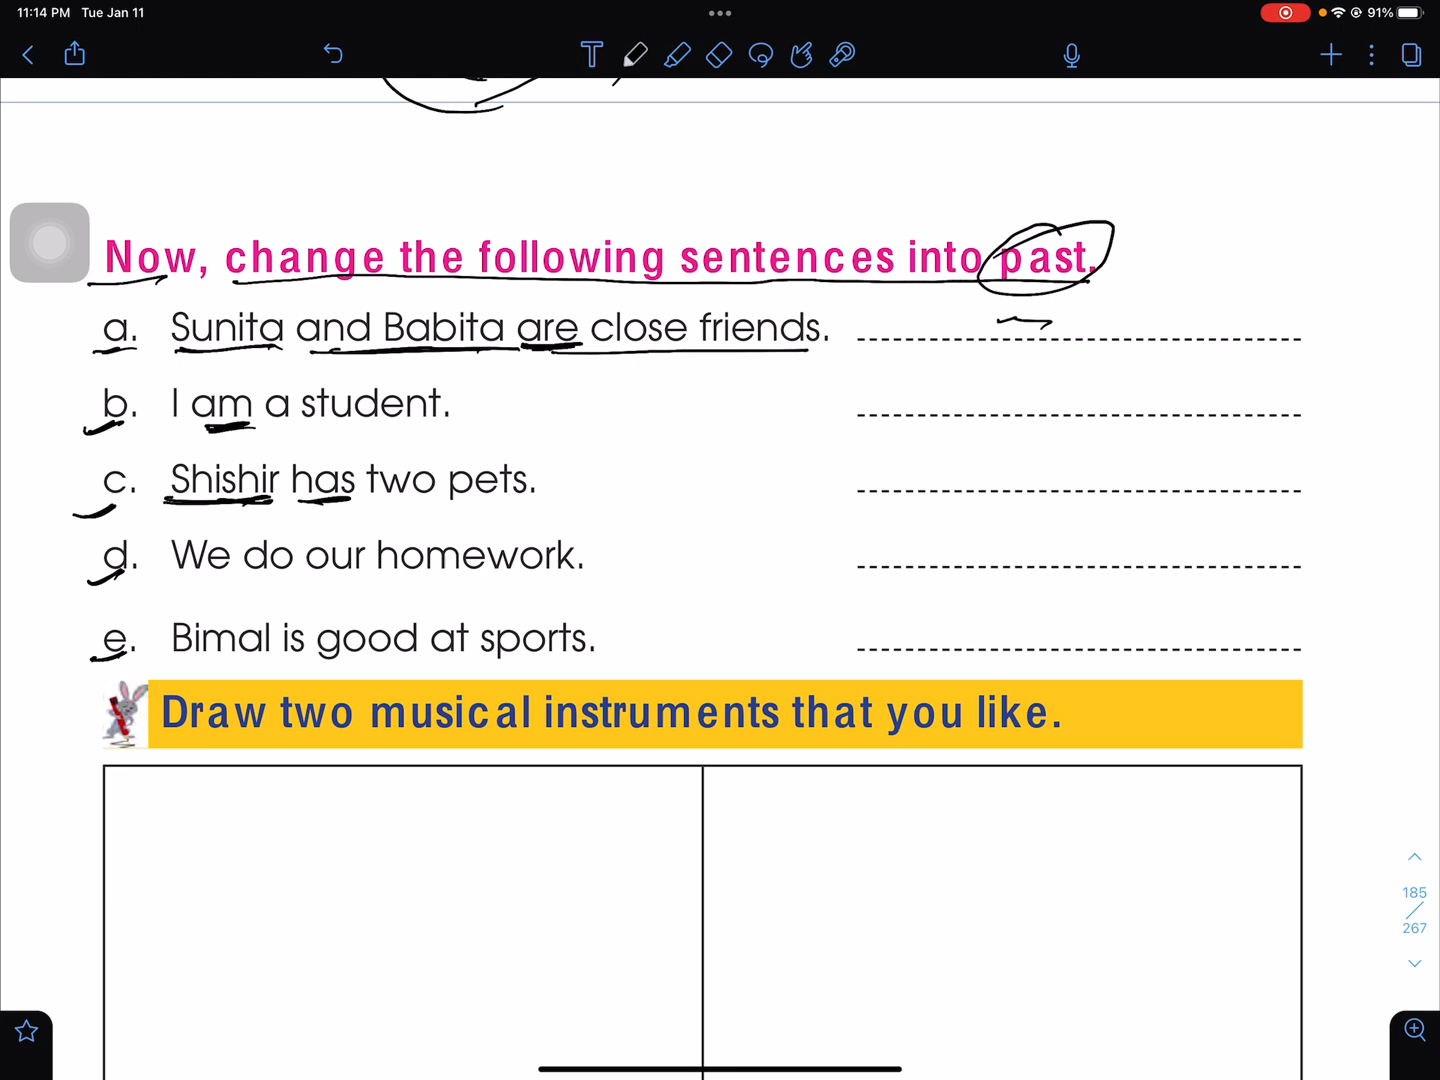 11:14 PM Tue Jan 11
91%
Now, change the following sentences into past.
a. Sunita and Babita are close friends.
b. I am a student.
c. Shishir has two pets.
d. We do our homework.
e. Bimal is good at sports.
Draw two musical instruments that you like.
185
267